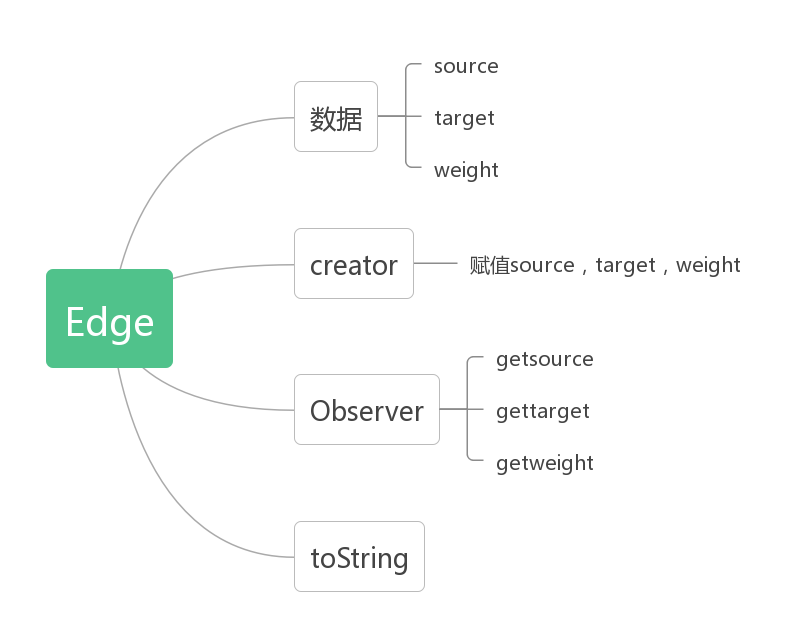 Edge
数据
source
target
weight
creator
赋值source，target，weight
Observer
getsource
gettarget
getweight
toString